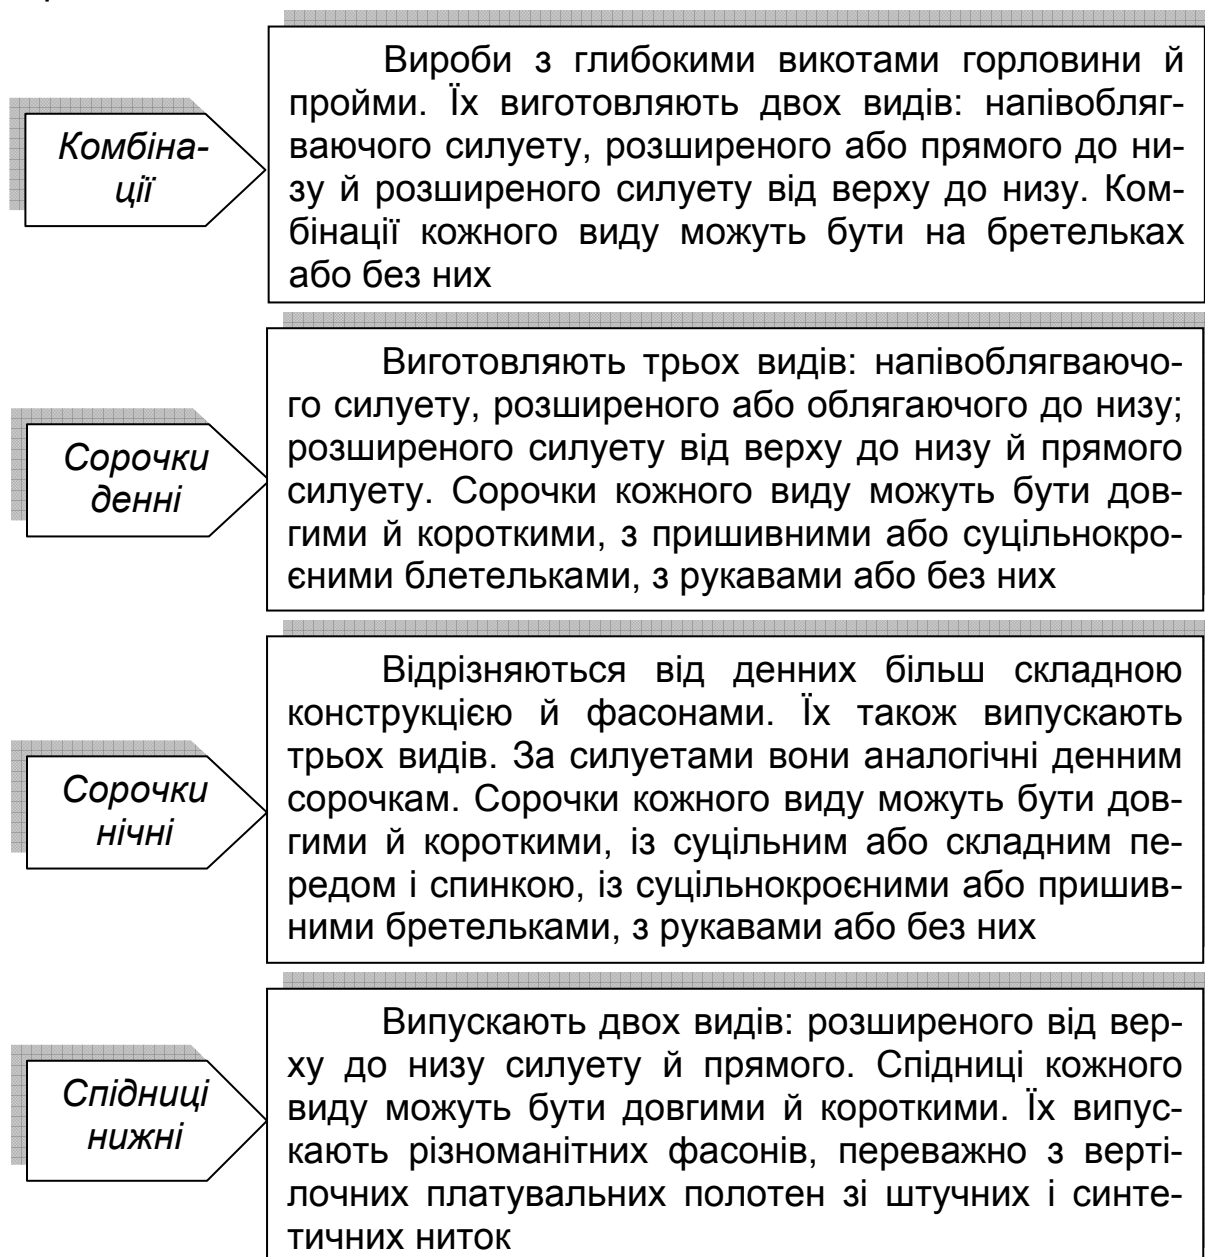 Комбіна-
ції
Вироби з глибокими викотами горловини й
пройми. Їх виготовляють двох видів: напівобляг-
ваючого силуету, розширеного або прямого до ни-
зу й розширеного силуету від верху до низу. Ком-
бінації кожного виду можуть бути на бретельках
або без них
Сорочки
денні
Виготовляють трьох видів: напівоблягваючо-
го силуету, розширеного або облягаючого до низу;
розширеного силуету від верху до низу й прямого
силуету. Сорочки кожного виду можуть бути дов-
гими й короткими, з пришивними або суцільнокро-
єними блетельками, з рукавами або без них
Сорочки
нічні
Відрізняються від денних більш складною
конструкцією й фасонами. Їх також випускають
трьох видів. За силуетами вони аналогічні денним
сорочкам. Сорочки кожного виду можуть бути дов-
гими й короткими, із суцільним або складним пе-
редом і спинкою, із суцільнокроєними або пришив-
ними бретельками, з рукавами або без них
Спідниці
нижні
Випускають двох видів: розширеного від вер-
ху до низу силуету й прямого. Спідниці кожного
виду можуть бути довгими й короткими. Їх випус-
кають різноманітних фасонів, переважно з верті-
лочних платувальних полотен зі штучних і синте-
тичних ниток